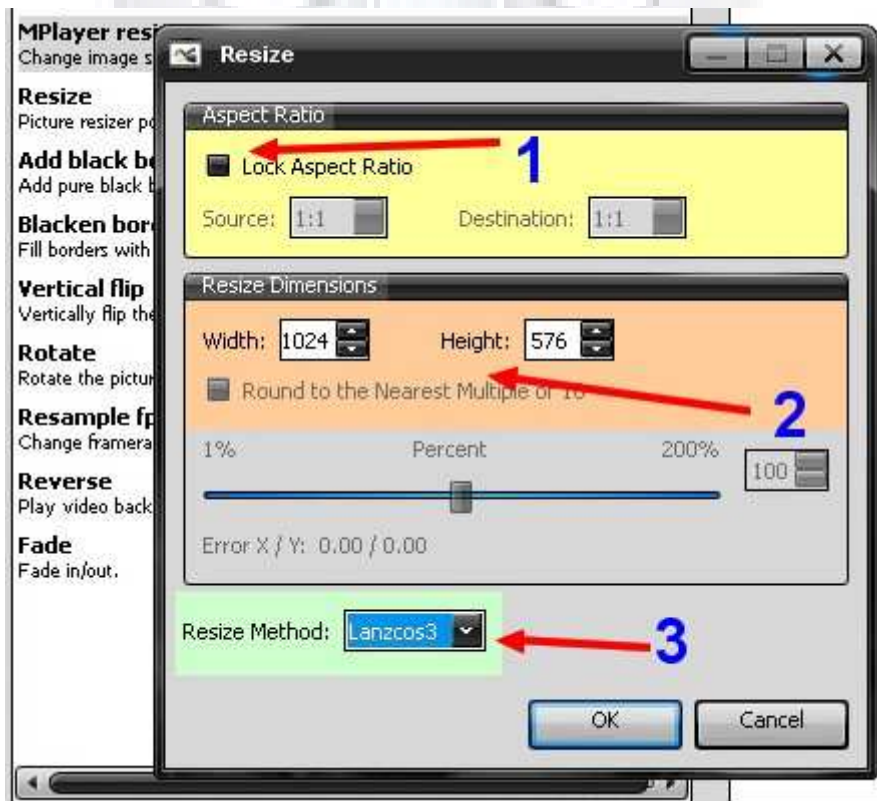 MPlayer resi
Change image s
Resize
Picture resizer po
Add black bo
Add pure black b
Blacken bor
Fill borders with
Vertical flip
Vertically flip the
Rotate
Rotate the pictur
Resample fp
Change framera
Reverse
Play video back
Fade
Fade in/out.
Resize
Aspect Ratio
1
Lock Aspect Ratio
Source: 1:1 Destination: 1:1
Resize Dimensions
Width: 1024 Height: 576
Round to the Nearest Multiple of 16
2
1% Percent 200%
100
Error X / Y: 0.00 / 0.00
Resize Method: Lanzcos3
3
OK Cancel